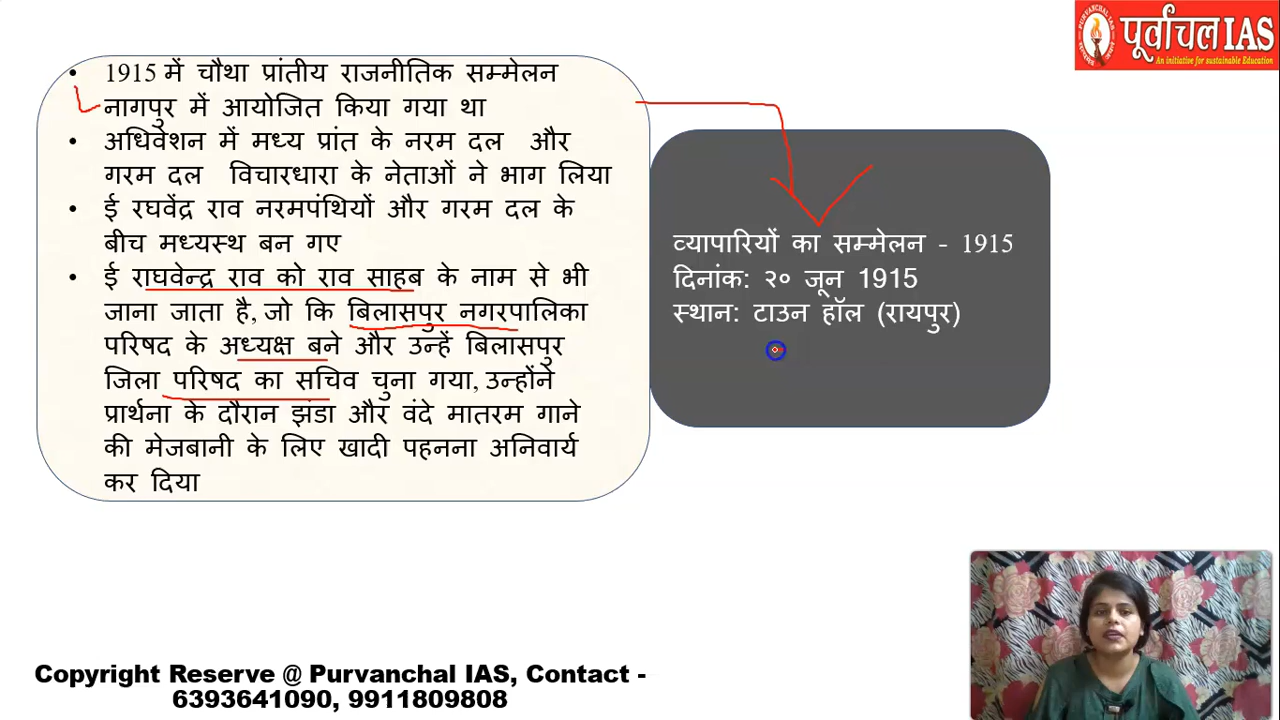 PURVANCHAL IAS
पूर्वांचल IAS
An initiative for sustainable Education
• 1915 में चौथा प्रांतीय राजनीतिक सम्मेलन
नागपुर में आयोजित किया गया था
• अधिवेशन में मध्य प्रांत के नरम दल और
गरम दल विचारधारा के नेताओं ने भाग लिया
• ई रघवेंद्र राव नरमपंथियों और गरम दल के
बीच मध्यस्थ बन गए
• ई राघवेन्द्र राव को राव साहब के नाम से भी
जाना जाता है, जो कि बिलासपुर नगरपालिका
परिषद के अध्यक्ष बने और उन्हें बिलासपुर
जिला परिषद का सचिव चुना गया, उन्होंने
प्रार्थना के दौरान झंडा और वंदे मातरम गाने
की मेजबानी के लिए खादी पहनना अनिवार्य
कर दिया
व्यापारियों का सम्मेलन - 1915
दिनांक: २० जून 1915
स्थान: टाउन हॉल (रायपुर)
Copyright Reserve @ Purvanchal IAS, Contact -
6393641090, 9911809808